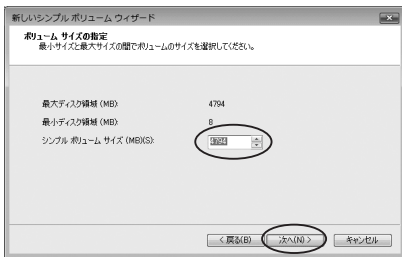 新しいシンプル ボリューム ウィザード
ボリューム サイズの指定
最小サイズと最大サイズの間でボリュームのサイズを選択してください。
最大ディスク領域 (MB): 4794
最小ディスク領域 (MB): 8
シンプル ボリューム サイズ (MB)(S): 4794
< 戻る(B) 次へ(N) > キャンセル